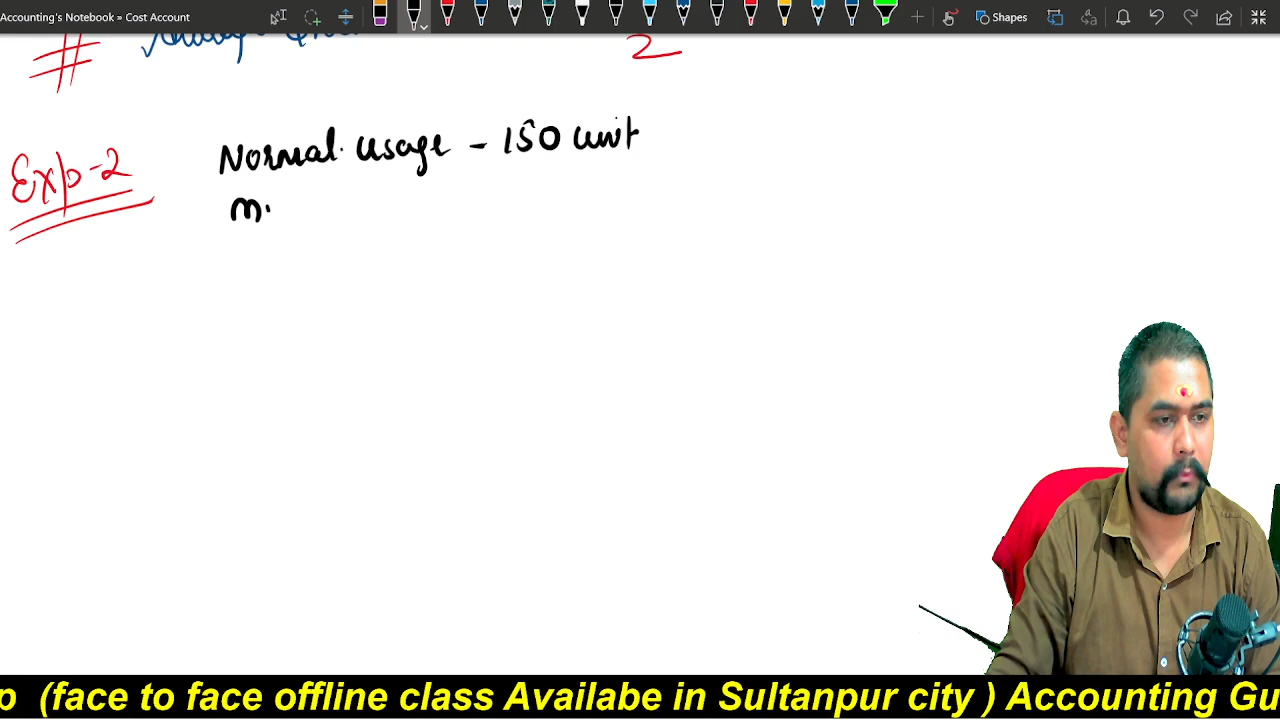 Accounting's Notebook » Cost Account
Shapes
#
2
Exp-2
Normal usage - 150 unit
m.
p (face to face offline class Availabe in Sultanpur city ) Accounting Gu